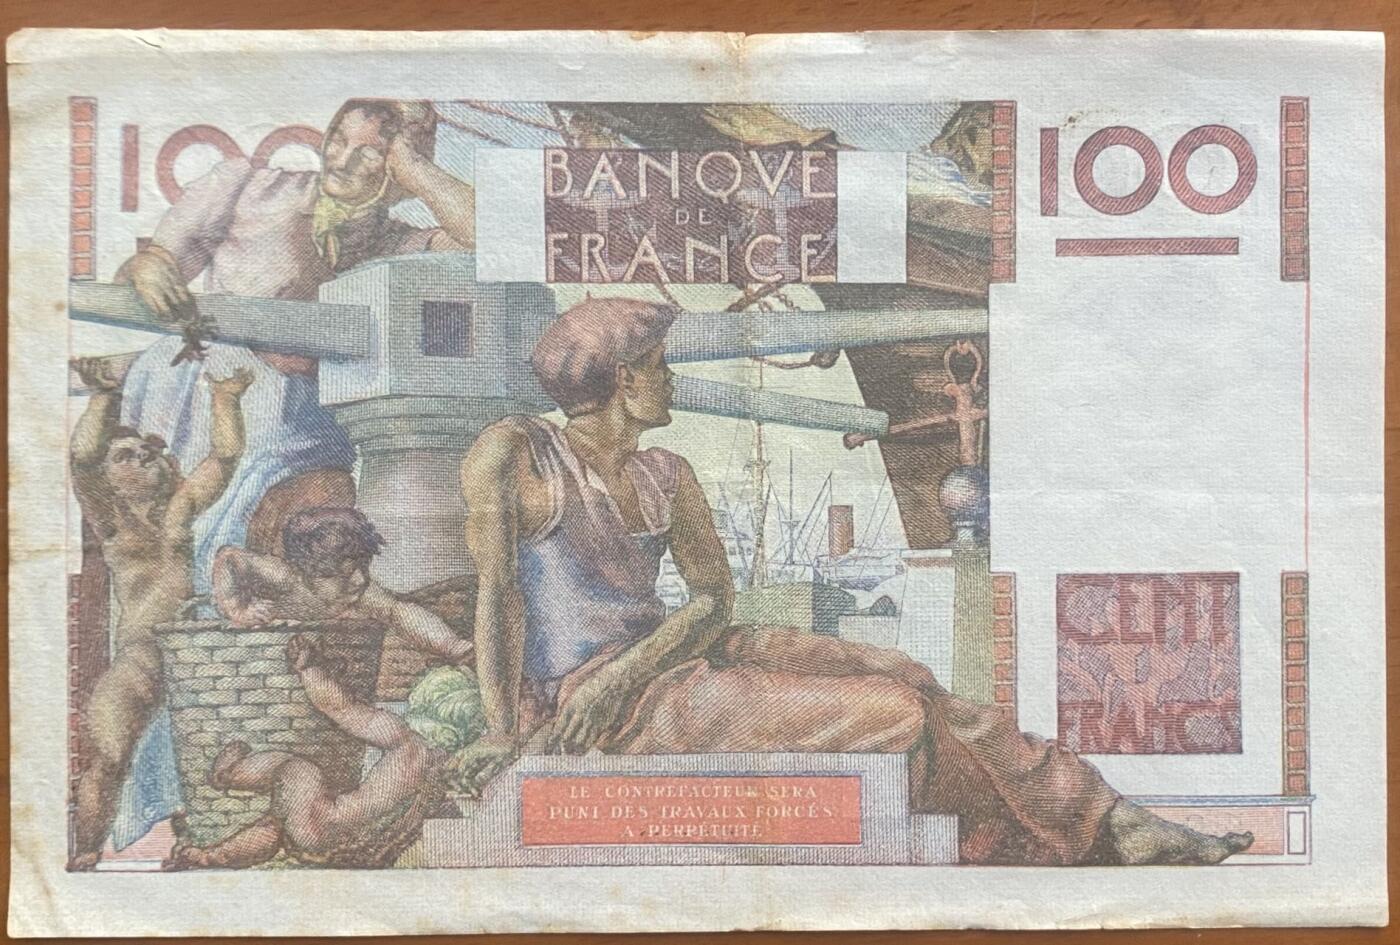 100
BANQVE
DE
FRANCE
100
CENT
FRANCS
LE CONTREFACTEUR SERA
PUNI DES TRAVAUX FORCÉS
A PERPÉTUITÉ